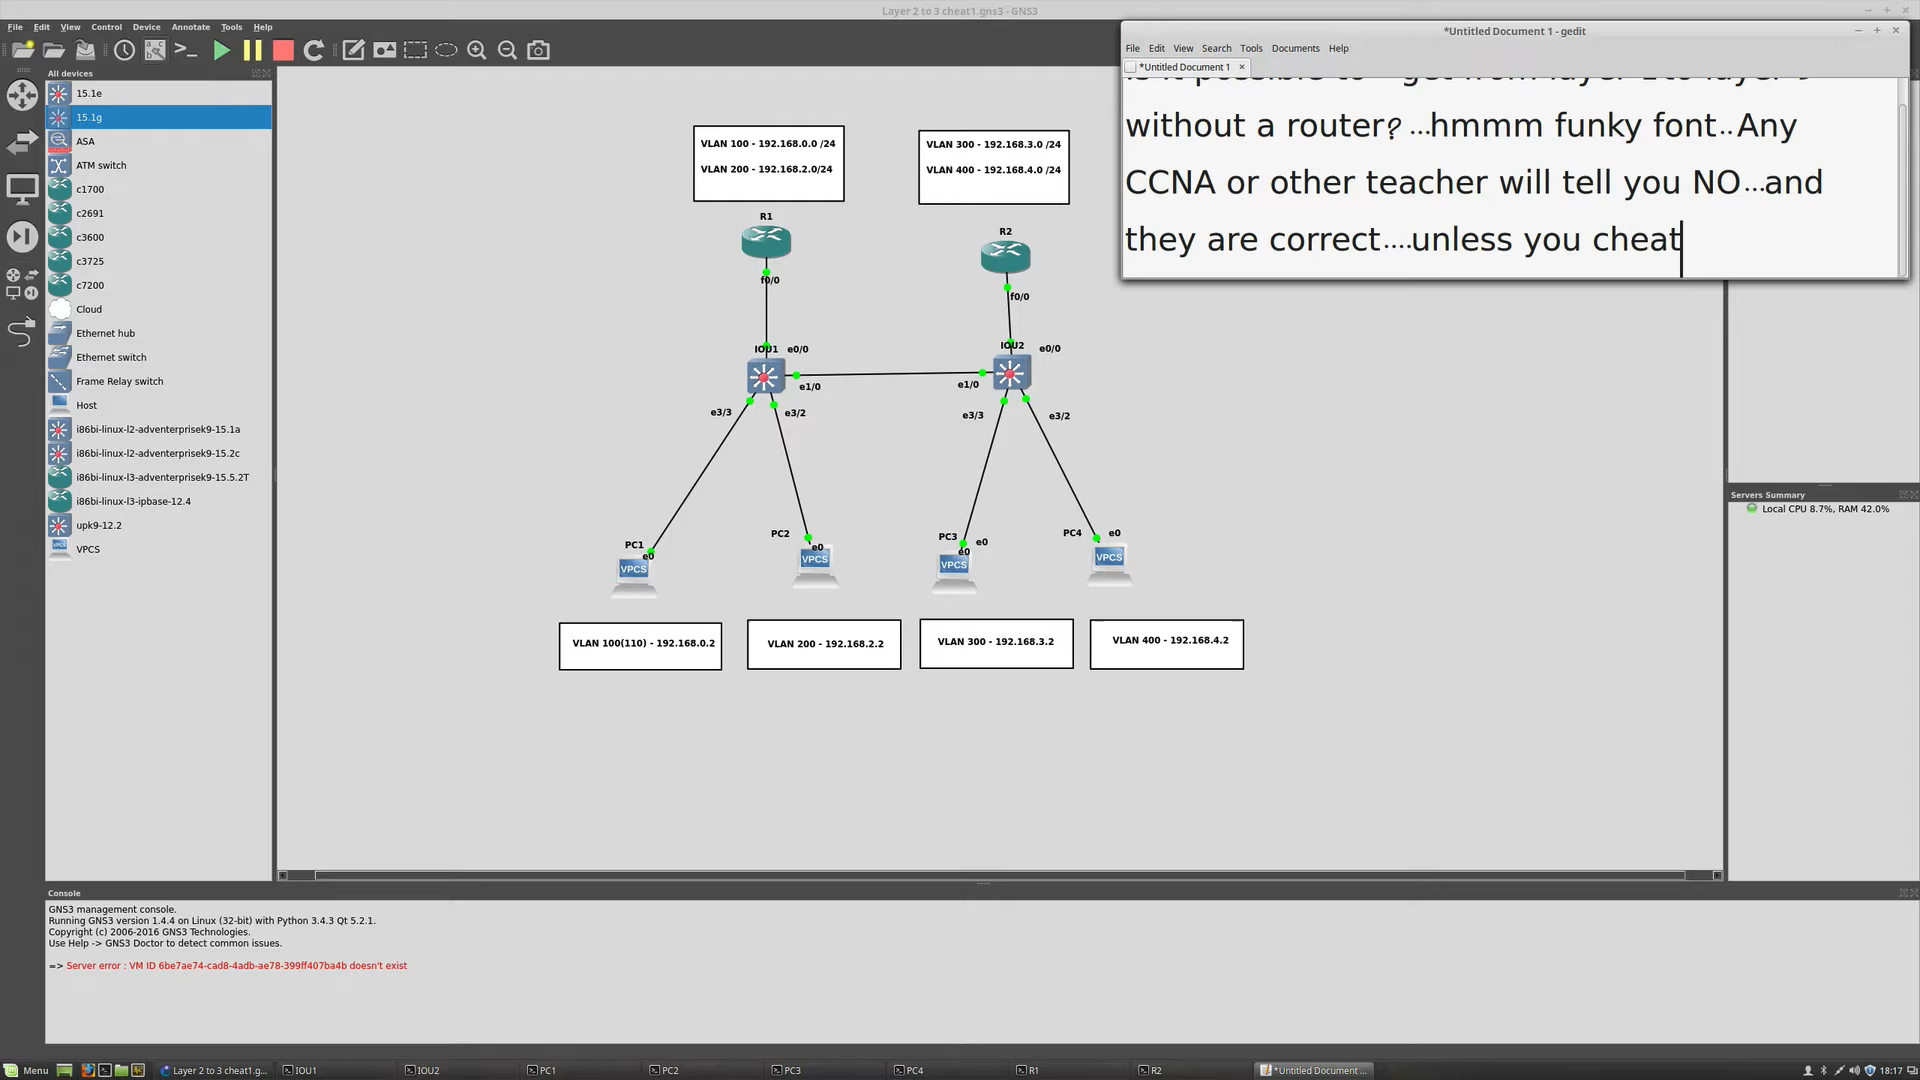 Layer 2 to 3 cheat1.gns3 - GNS3
File Edit View Control Device Annotate Tools Help
All devices
15.1e
15.1g
ASA
ATM switch
c1700
c2691
c3600
c3725
c7200
Cloud
Ethernet hub
Ethernet switch
Frame Relay switch
Host
i86bi-linux-l2-adventerprisek9-15.1a
i86bi-linux-l2-adventerprisek9-15.2c
i86bi-linux-l3-adventerprisek9-15.5.2T
i86bi-linux-l3-ipbase-12.4
upk9-12.2
VPCS
VLAN 100 - 192.168.0.0 /24
VLAN 200 - 192.168.2.0/24
VLAN 300 - 192.168.3.0 /24
VLAN 400 - 192.168.4.0 /24
R1
f0/0
R2
f0/0
IOU1 e0/0
e1/0
e3/3 e3/2
IOU2 e0/0
e1/0
e3/3 e3/2
PC1
e0
VPCS
PC2
e0
VPCS
PC3 e0
e0
VPCS
PC4 e0
VPCS
VLAN 100(110) - 192.168.0.2
VLAN 200 - 192.168.2.2
VLAN 300 - 192.168.3.2
VLAN 400 - 192.168.4.2
*Untitled Document 1 - gedit
File Edit View Search Tools Documents Help
*Untitled Document 1
is it possible to get from layer to layer
without a router? ...hmmm funky font..Any
CCNA or other teacher will tell you NO...and
they are correct....unless you cheat
Servers Summary
Local CPU 8.7%, RAM 42.0%
Console
GNS3 management console.
Running GNS3 version 1.4.4 on Linux (32-bit) with Python 3.4.3 Qt 5.2.1.
Copyright (c) 2006-2016 GNS3 Technologies.
Use Help -> GNS3 Doctor to detect common issues.
=> Server error : VM ID 6be7ae74-cad8-4adb-ae78-399ff407ba4b doesn't exist
Menu Layer 2 to 3 cheat1.g... IOU1 IOU2 PC1 PC2 PC3 PC4 R1 R2 *Untitled Document ... 18:17